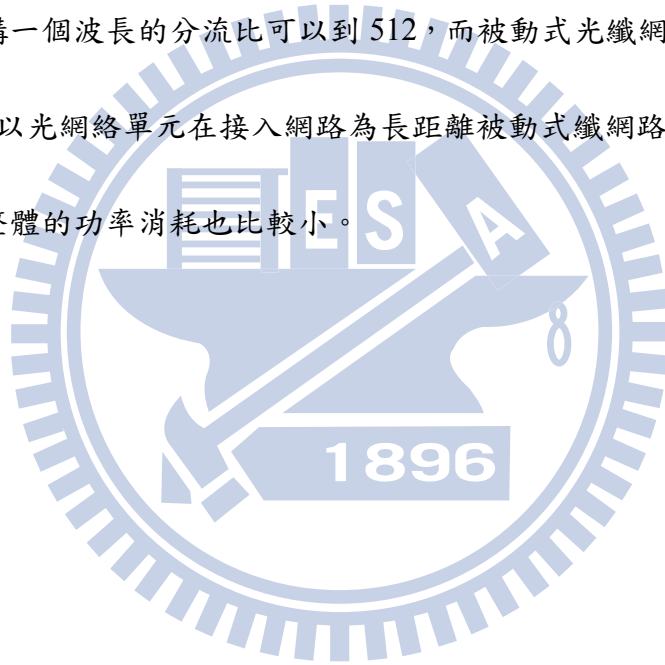 構一個波長的分流比可以到 512，而被動式光纖網
以光網絡單元在接入網路為長距離被動式纖網路
整體的功率消耗也比較小。
E S A
8
1896